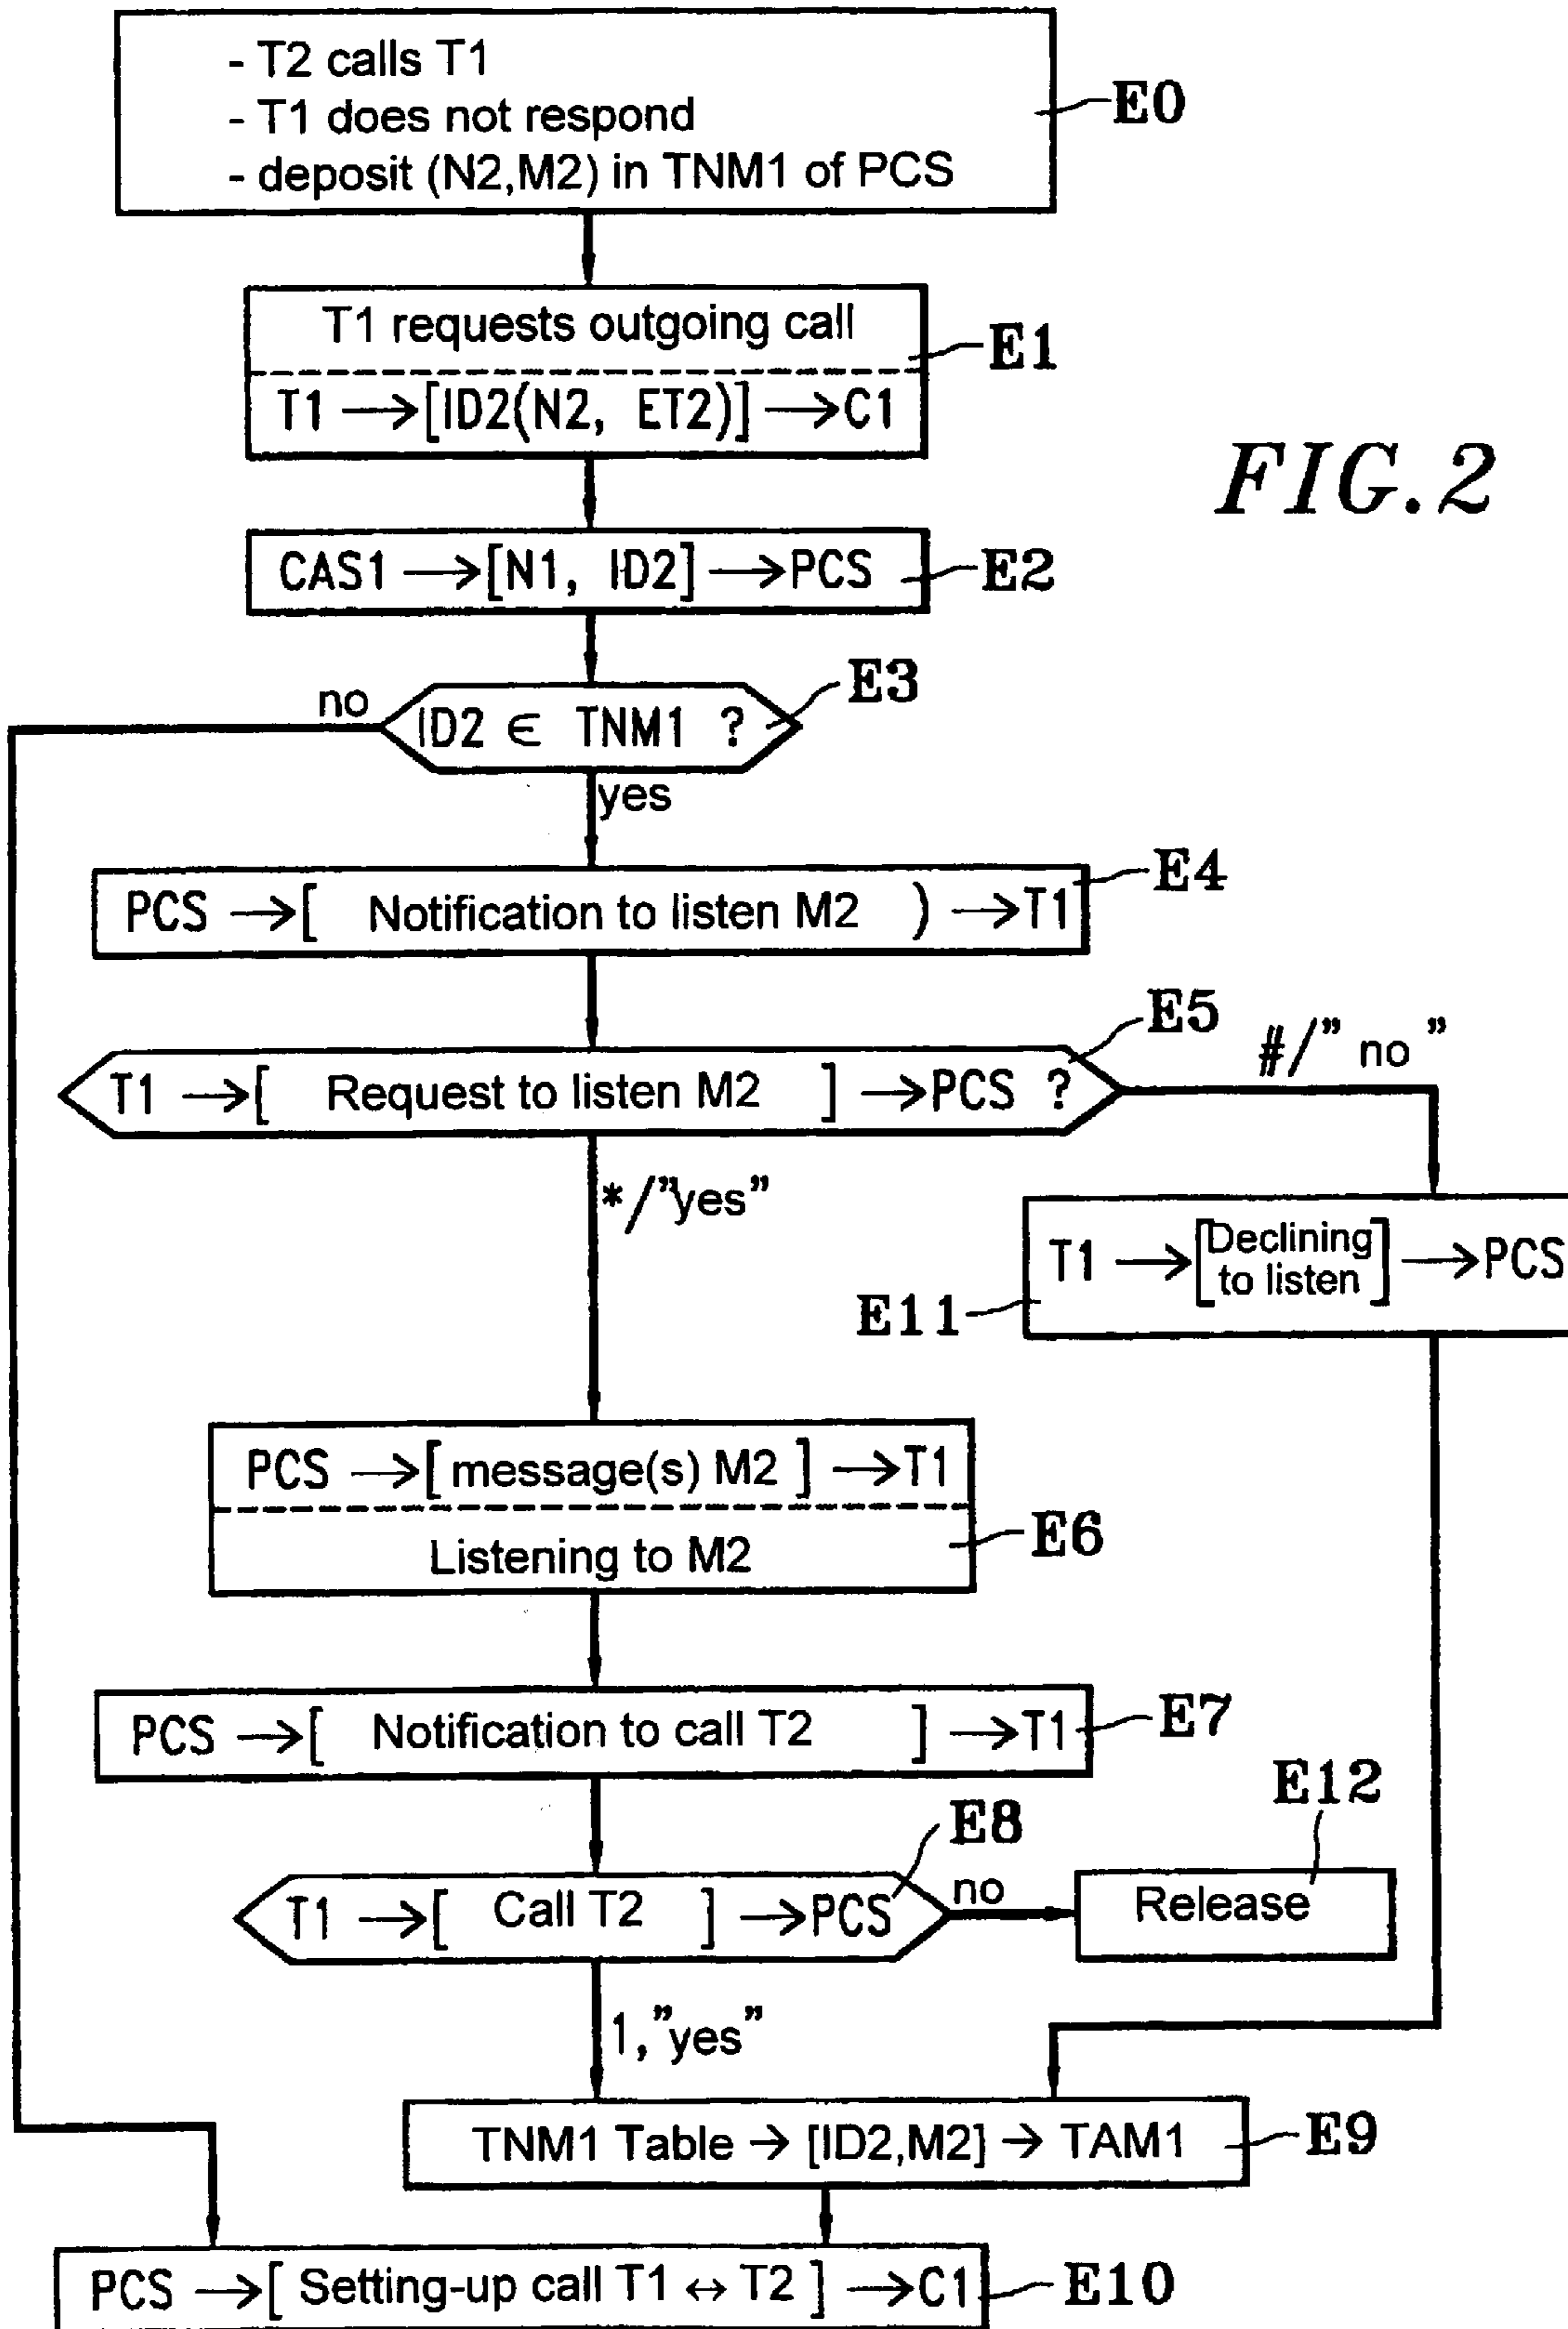 - T2 calls T1
- T1 does not respond
- deposit (N2,M2) in TNM1 of PCS
E0
T1 requests outgoing call
E1
T1 → [ID2(N2, ET2)] → C1
FIG.2
CAS1 → [N1, ID2] → PCS
E2
E3
no
ID2 ∈ TNM1 ?
yes
E4
PCS → [ Notification to listen M2 ) → T1
E5
#/" no "
T1 → [ Request to listen M2 ] → PCS ?
*/"yes"
T1 → [Declining to listen] → PCS
E11
PCS → [ message(s) M2 ] → T1
E6
Listening to M2
PCS → [ Notification to call T2 ] → T1
E7
E12
E8
T1 → [ Call T2 ] → PCS
no
Release
1,"yes"
TNM1 Table → [ID2,M2] → TAM1
E9
PCS → [ Setting-up call T1 ↔ T2 ] → C1
E10